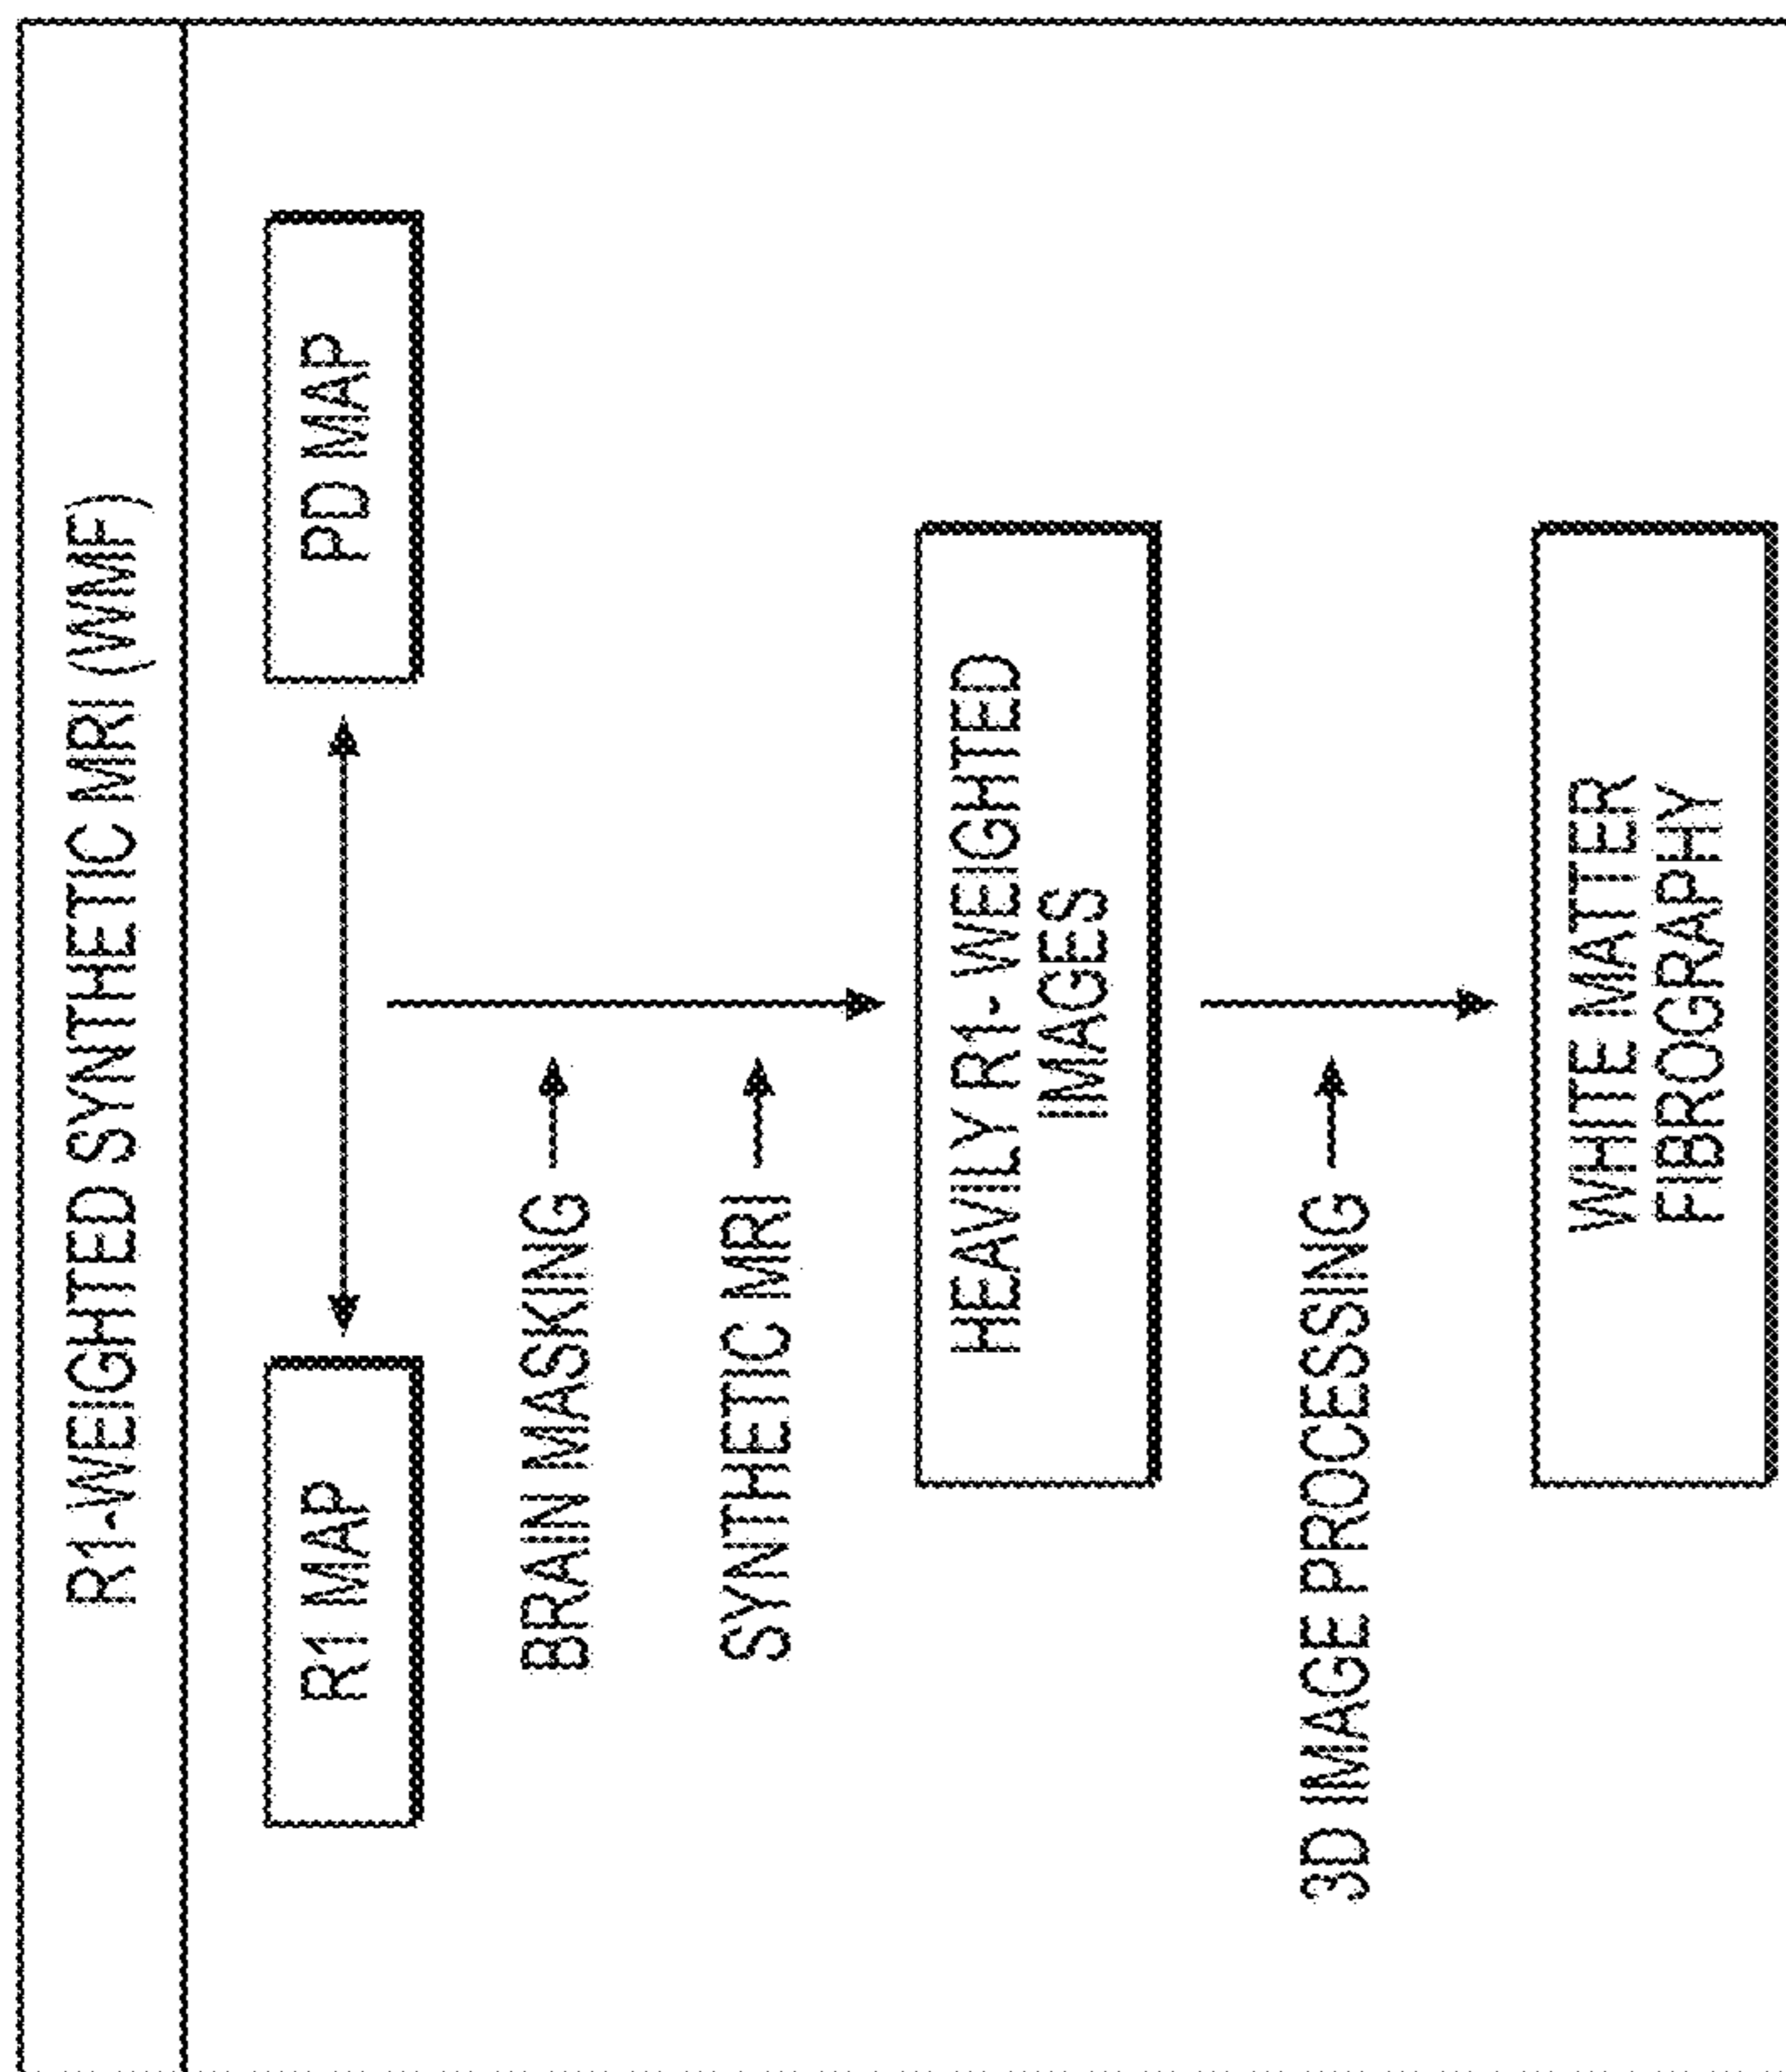 R1-WEIGHTED SYNTHETIC MRI (WMF)
R1 MAP
PD MAP
BRAIN MASKING
SYNTHETIC MRI
HEAVILY R1- WEIGHTED
IMAGES
3D IMAGE PROCESSING
WHITE MATTER
FIBROGRAPHY